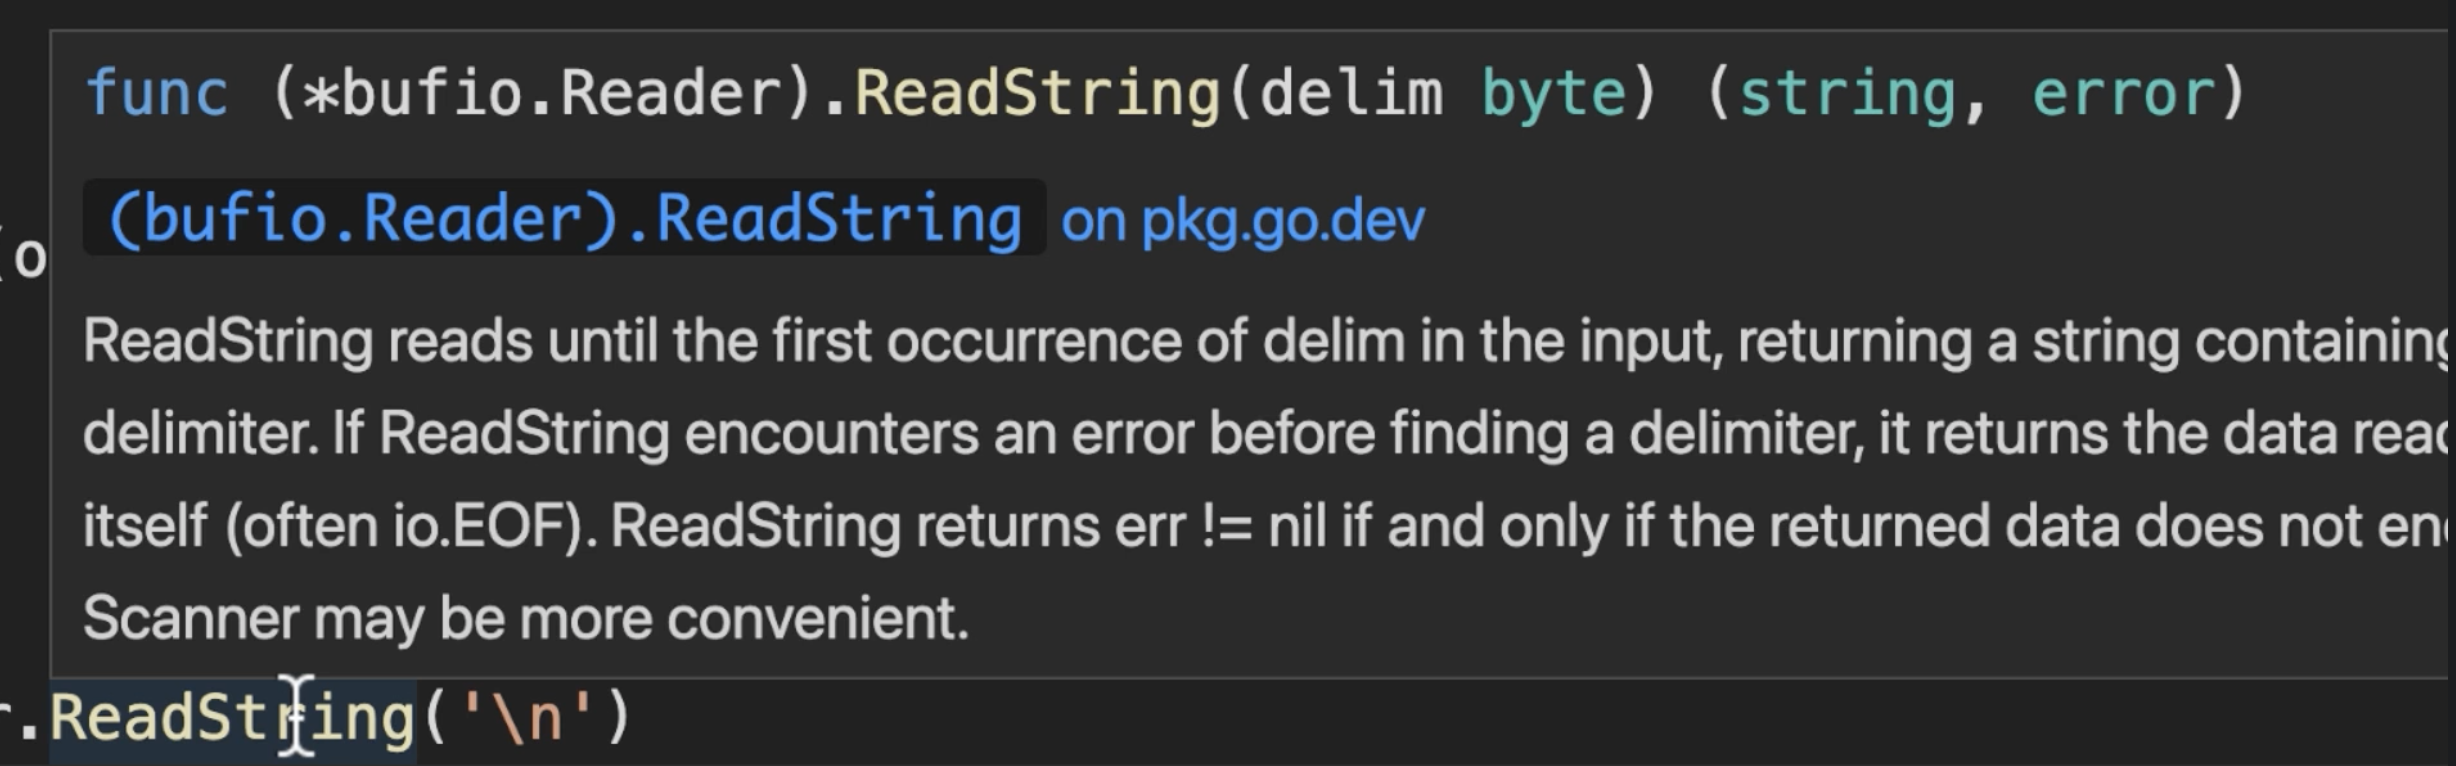 func (*bufio.Reader).ReadString(delim byte) (string, error)
(bufio.Reader).ReadString on pkg.go.dev
(o
ReadString reads until the first occurrence of delim in the input, returning a string containing
delimiter. If ReadString encounters an error before finding a delimiter, it returns the data read
itself (often io.EOF). ReadString returns err != nil if and only if the returned data does not en
Scanner may be more convenient.
r.ReadString('\n')